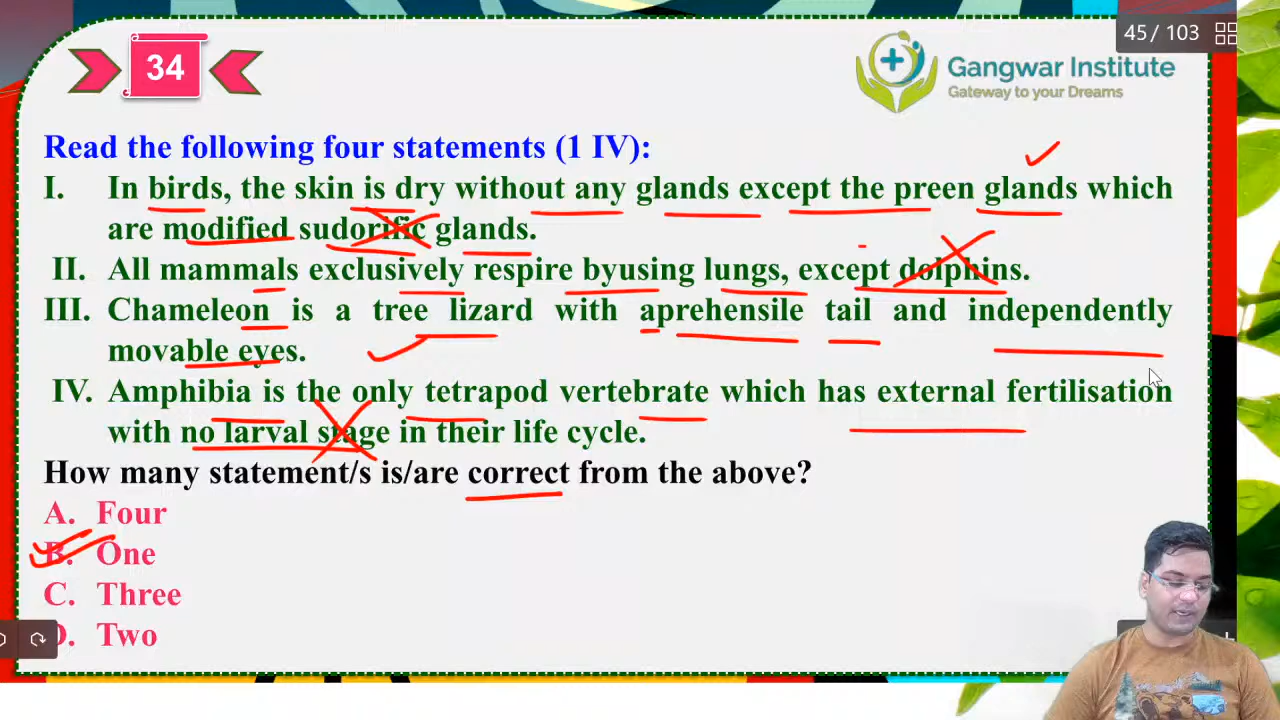 45 / 103
34
Gangwar Institute
Gateway to your Dreams
Read the following four statements (1 IV):
I. In birds, the skin is dry without any glands except the preen glands which
are modified sudorific glands.
II. All mammals exclusively respire byusing lungs, except dolphins.
III. Chameleon is a tree lizard with aprehensile tail and independently
movable eyes.
IV. Amphibia is the only tetrapod vertebrate which has external fertilisation
with no larval stage in their life cycle.
How many statement/s is/are correct from the above?
A. Four
B. One
C. Three
D. Two